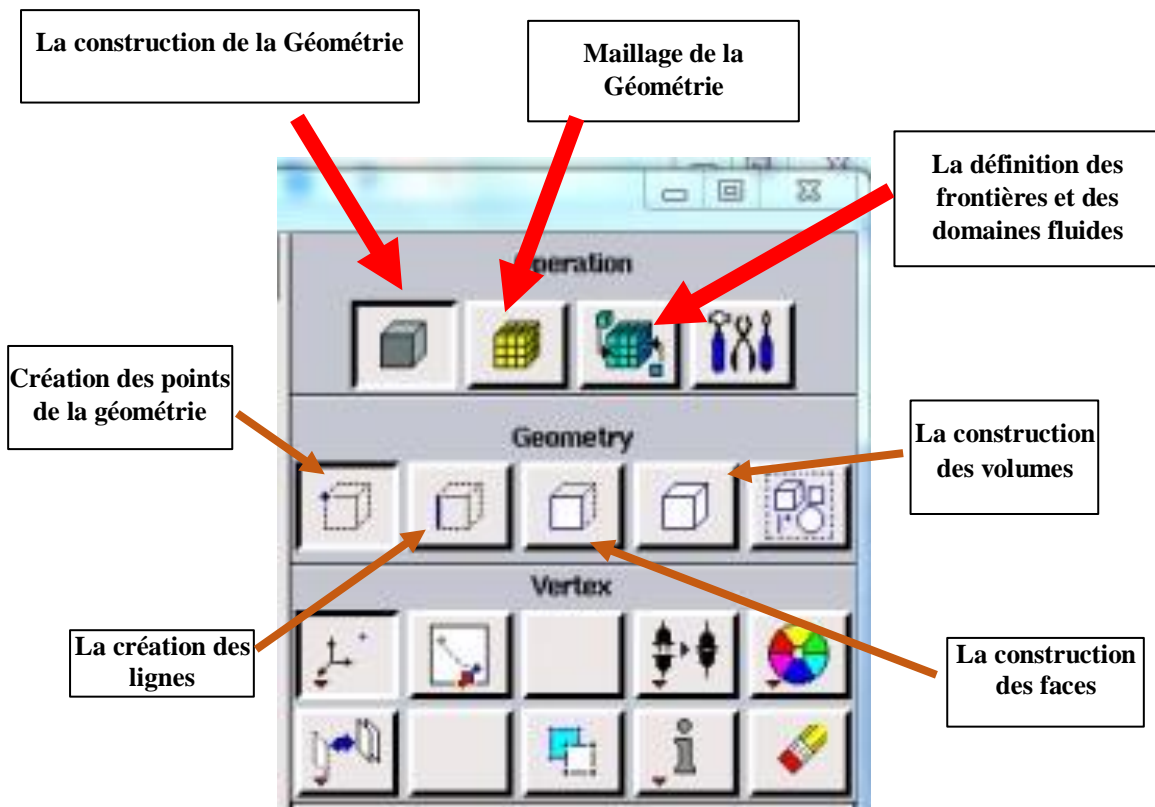 La construction de la Géométrie
Maillage de la
Géométrie
La définition des
frontières et des
domaines fluides
Operation
Création des points
de la géométrie
Geometry
La construction
des volumes
Vertex
La création des
lignes
La construction
des faces